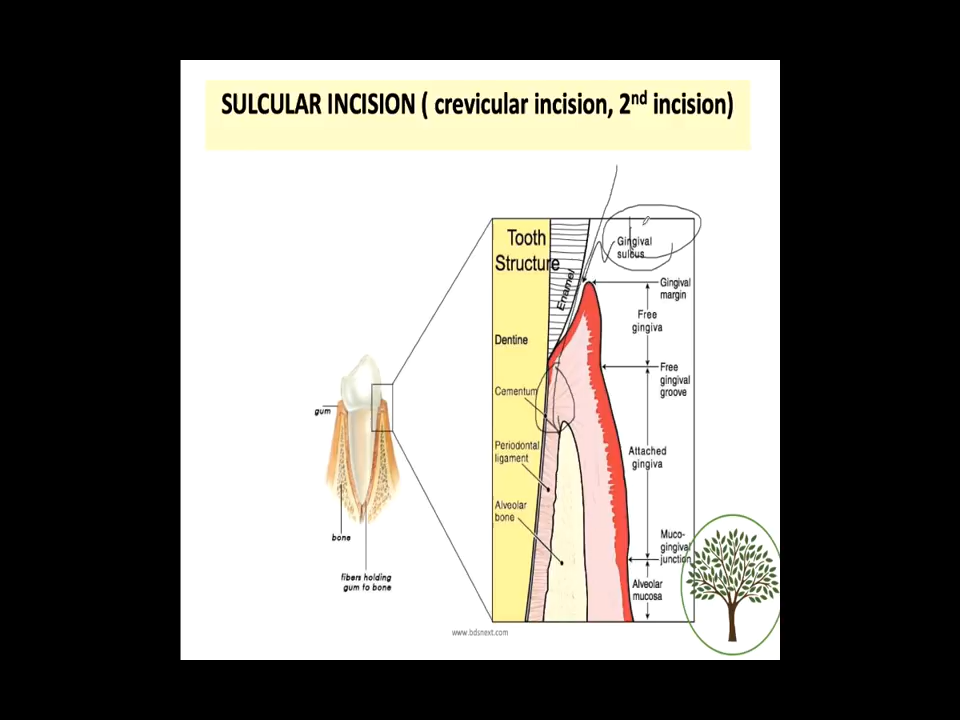 SULCULAR INCISION ( crevicular incision, 2nd incision)
Tooth
Structure
Enamel
Gingival
sulcus
Gingival
margin
Free
gingiva
Dentine
Free
gingival
groove
Cementum
gum
Periodontal
ligament
Attached
gingiva
Alveolar
bone
bone
Muco-
gingival
junction
fibers holding
gum to bone
Alveolar
mucosa
www.bdsnext.com